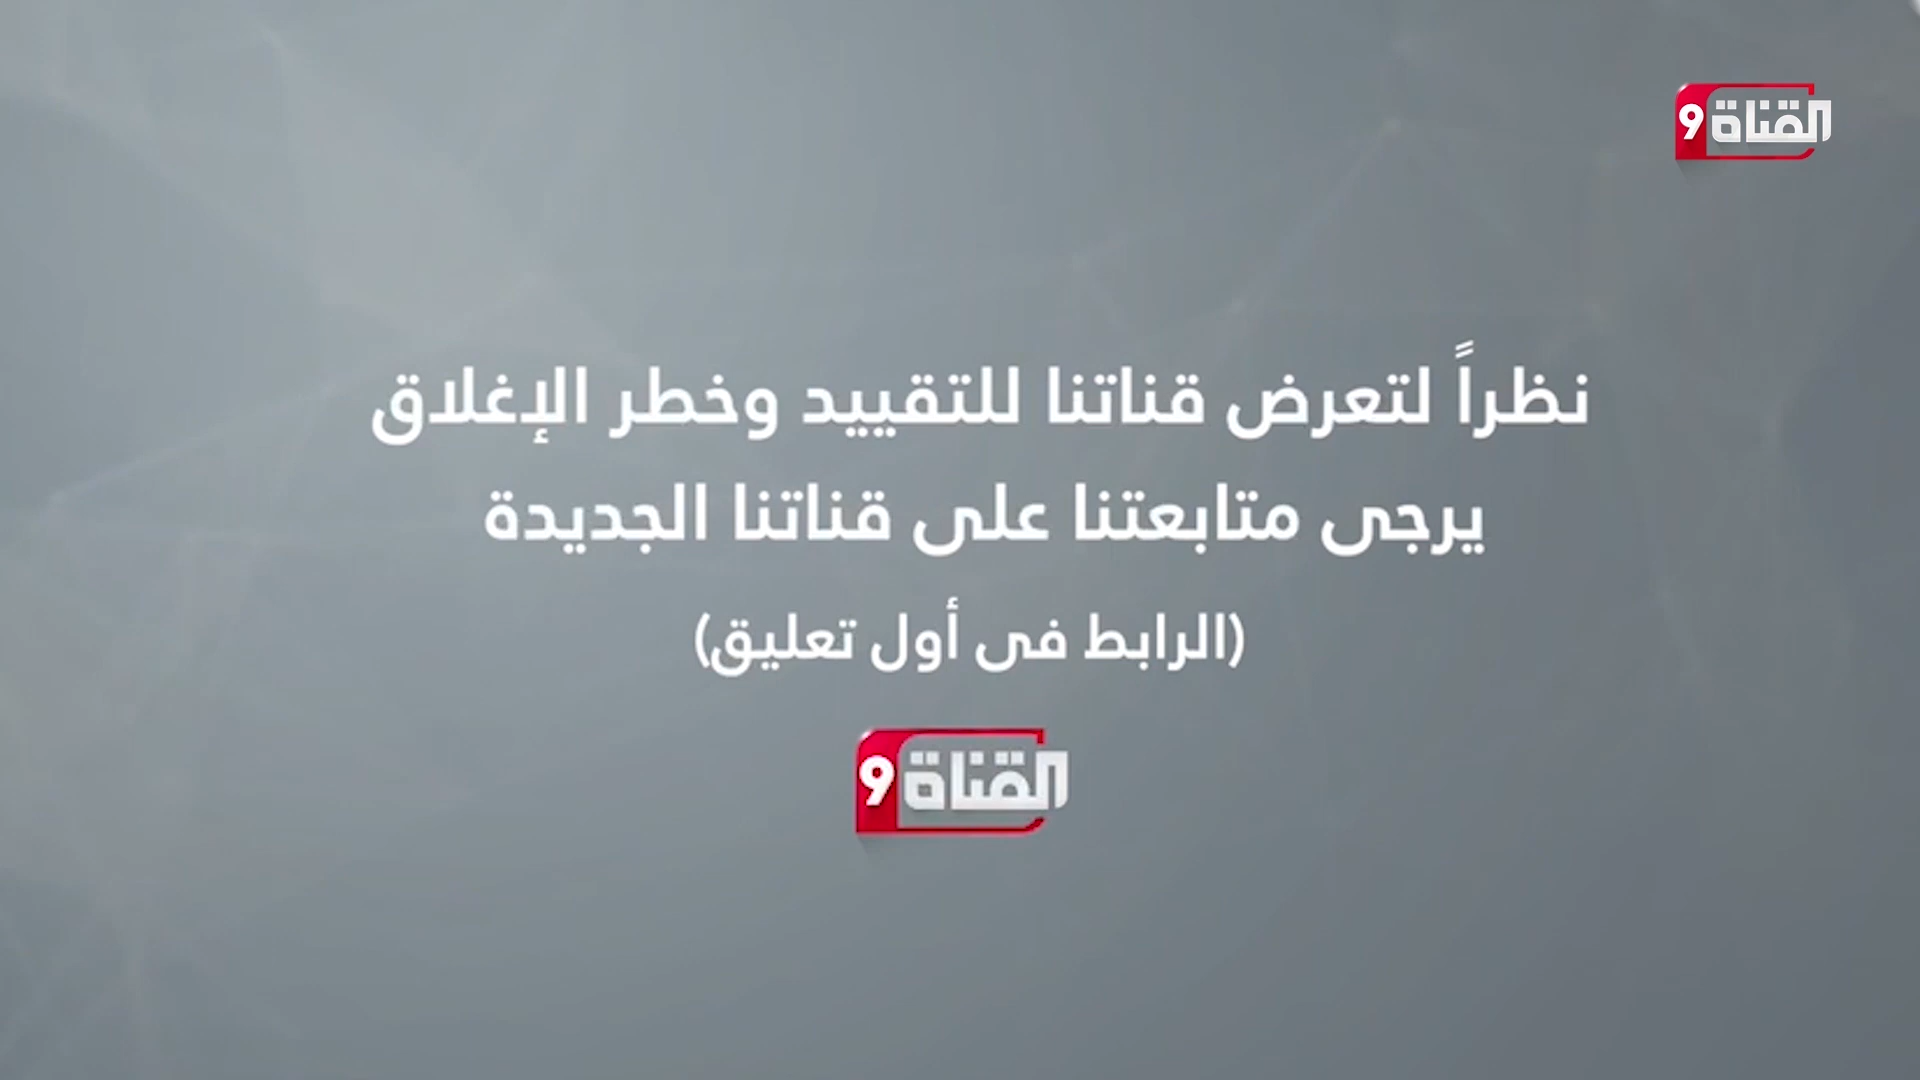 القناة 9
نظراً لتعرض قناتنا للتقييد وخطر الإغلاق
يرجى متابعتنا على قناتنا الجديدة
(الرابط فى أول تعليق)
القناة 9